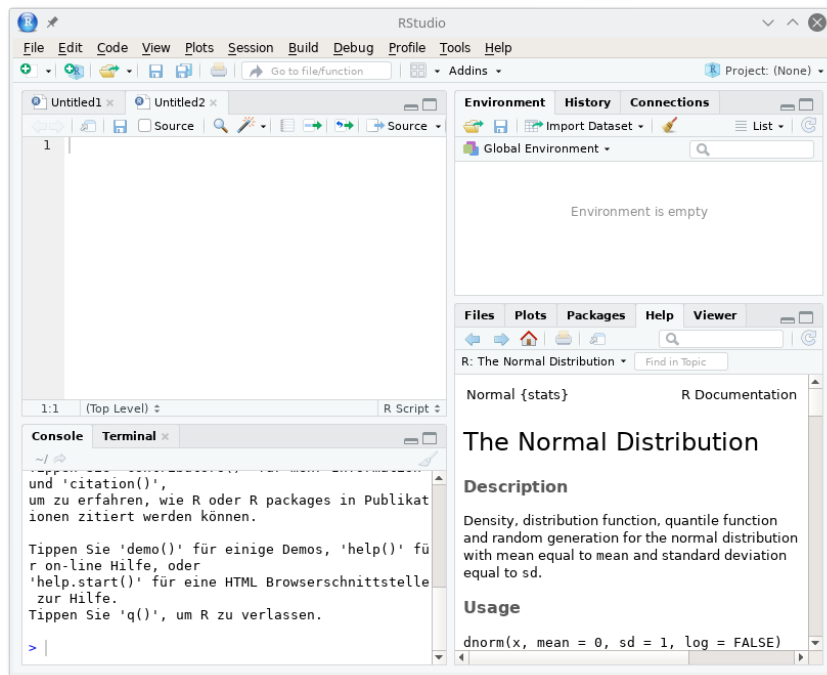 RStudio
File Edit Code View Plots Session Build Debug Profile Tools Help
Go to file/function Addins Project: (None)
Untitled1 Untitled2
Source Source
1
1:1 (Top Level) R Script
Console Terminal
~/
und 'citation()',
um zu erfahren, wie R oder R packages in Publikat
ionen zitiert werden können.
Tippen Sie 'demo()' für einige Demos, 'help()' fü
r on-line Hilfe, oder
'help.start()' für eine HTML Browserschnittstelle
zur Hilfe.
Tippen Sie 'q()', um R zu verlassen.
>
Environment History Connections
Import Dataset List
Global Environment
Environment is empty
Files Plots Packages Help Viewer
R: The Normal Distribution Find in Topic
Normal {stats} R Documentation
The Normal Distribution
Description
Density, distribution function, quantile function
and random generation for the normal distribution
with mean equal to mean and standard deviation
equal to sd.
Usage
dnorm(x, mean = 0, sd = 1, log = FALSE)